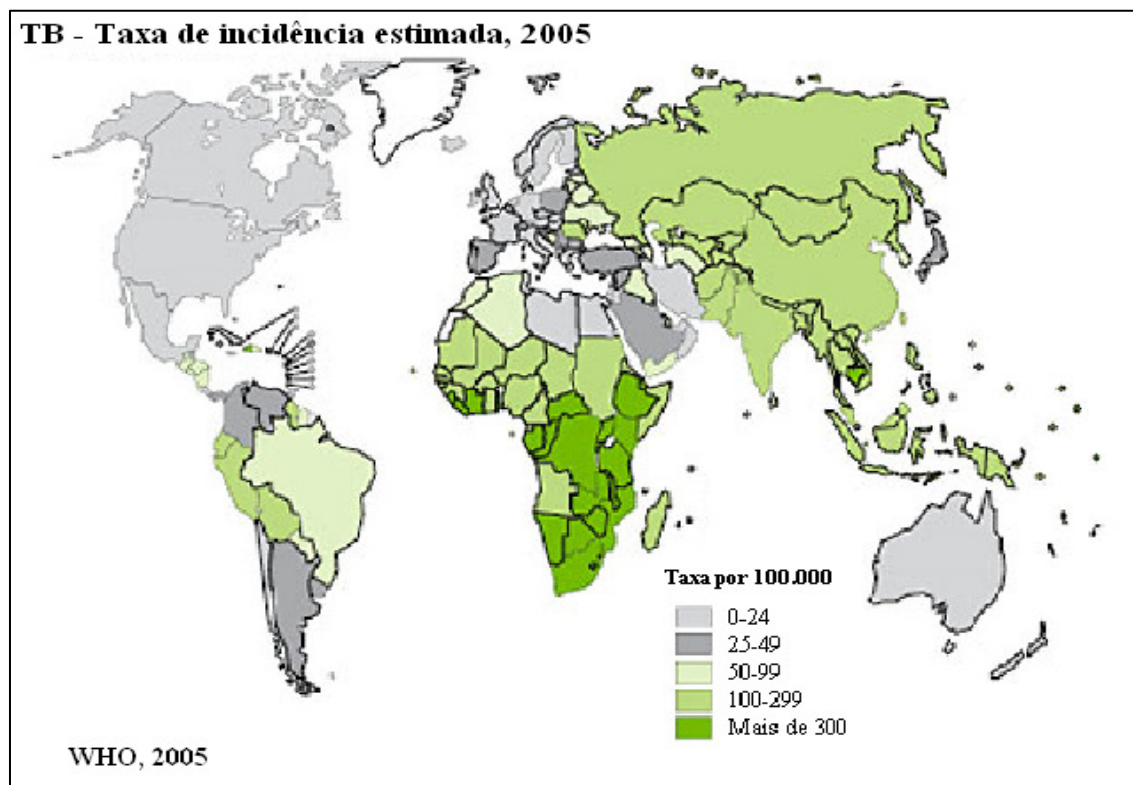 TB - Taxa de incidência estimada, 2005
Taxa por 100.000
0-24
25-49
50-99
100-299
Mais de 300
WHO, 2005